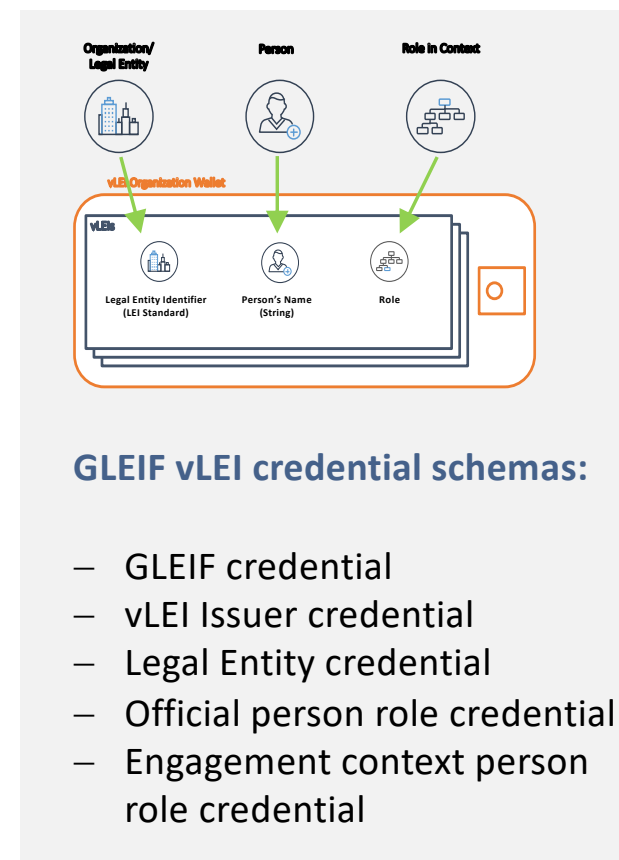 Organization/
Legal Entity
Person
Role in Context
vLEI Organization Wallet
vLEIs
Legal Entity Identifier
(LEI Standard)
Person's Name
(String)
Role
GLEIF vLEI credential schemas:
– GLEIF credential
– vLEI Issuer credential
– Legal Entity credential
– Official person role credential
– Engagement context person
role credential